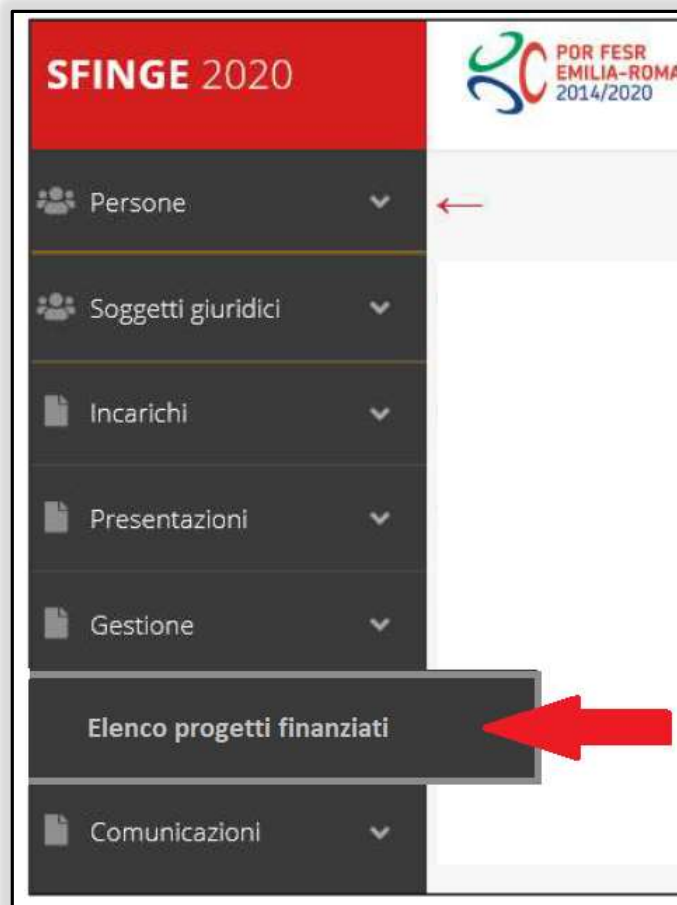 SFINGE 2020
POR FESR
EMILIA-ROMA
2014/2020
Persone
Soggetti giuridici
Incarichi
Presentazioni
Gestione
Elenco progetti finanziati
Comunicazioni